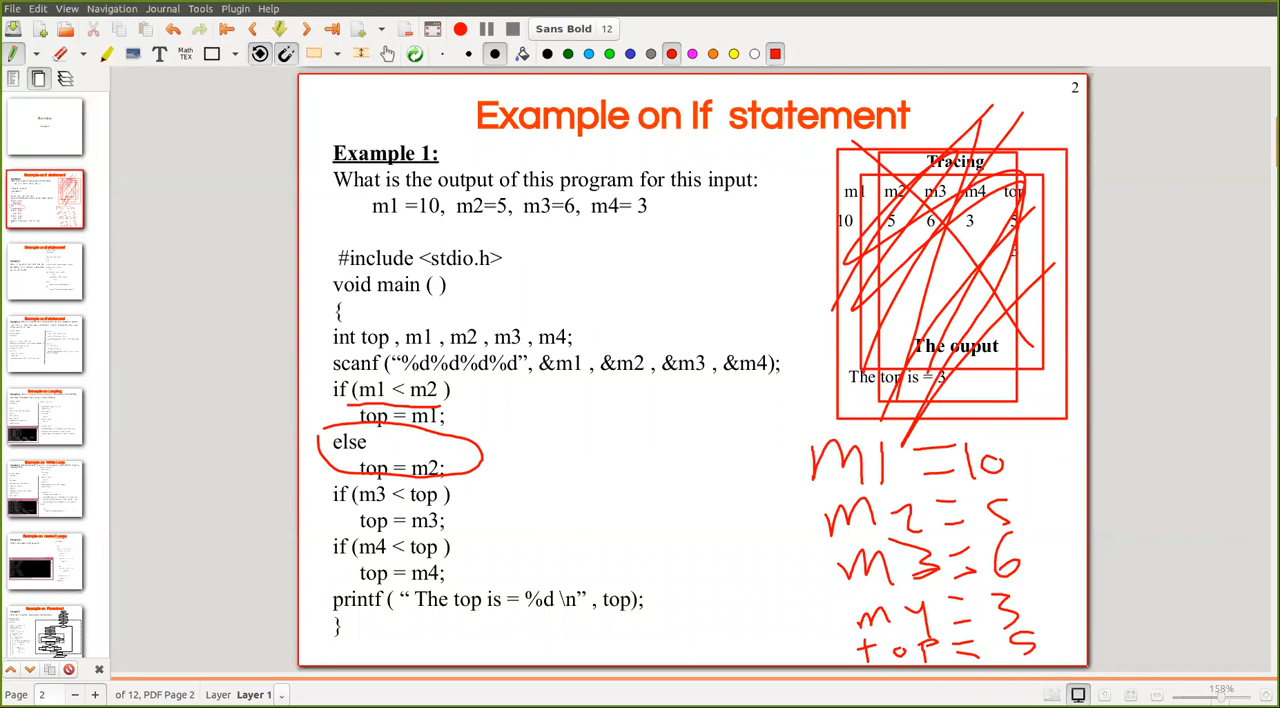 File Edit View Navigation Journal Tools Plugin Help
Sans Bold 12
T Math TEX
2
Example on If statement
Example 1:
What is the output of this program for this input:
m1 =10, m2=5, m3=6, m4= 3
#include <stdio.h>
void main ( )
{
int top , m1 , m2 , m3 , m4;
scanf (“%d%d%d%d”, &m1 , &m2 , &m3 , &m4);
if (m1 < m2 )
top = m1;
else
top = m2;
if (m3 < top )
top = m3;
if (m4 < top )
top = m4;
printf ( “ The top is = %d \n” , top);
}
Tracing
m1 m2 m3 m4 top
10 5 6 3 5
3
The ouput
The top is = 3
m1 =10
m2 = 5
m3 = 6
m4 = 3
top = 5
Page 2 of 12, PDF Page 2 Layer Layer 1
158%